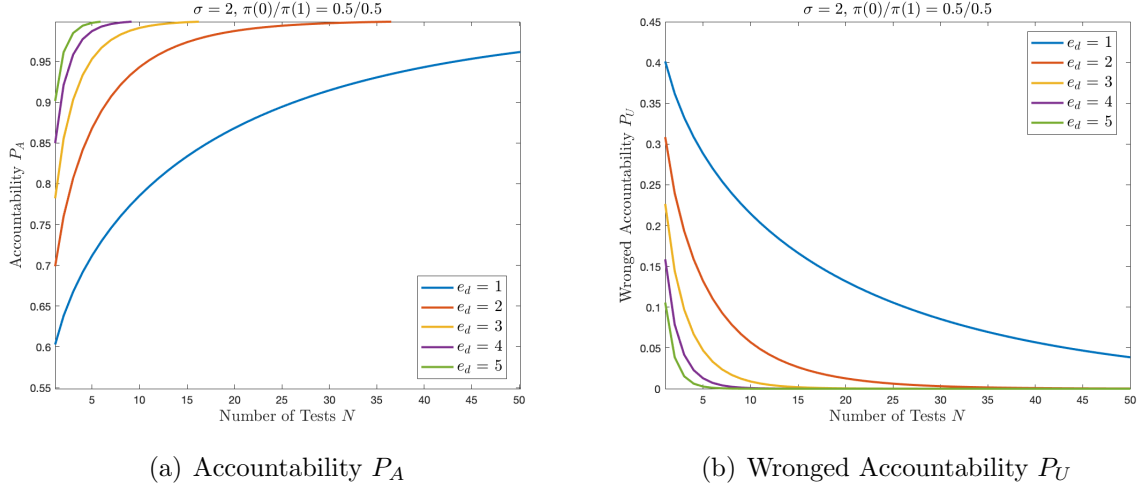 σ = 2, π(0)/π(1) = 0.5/0.5
Accountability P_A
0.95
0.9
0.85
0.8
0.75
0.7
0.65
0.6
0.55
e_d = 1
e_d = 2
e_d = 3
e_d = 4
e_d = 5
5 10 15 20 25 30 35 40 45 50
Number of Tests N
(a) Accountability P_A
σ = 2, π(0)/π(1) = 0.5/0.5
Wronged Accountability P_U
0.45
0.4
0.35
0.3
0.25
0.2
0.15
0.1
0.05
0
e_d = 1
e_d = 2
e_d = 3
e_d = 4
e_d = 5
5 10 15 20 25 30 35 40 45 50
Number of Tests N
(b) Wronged Accountability P_U